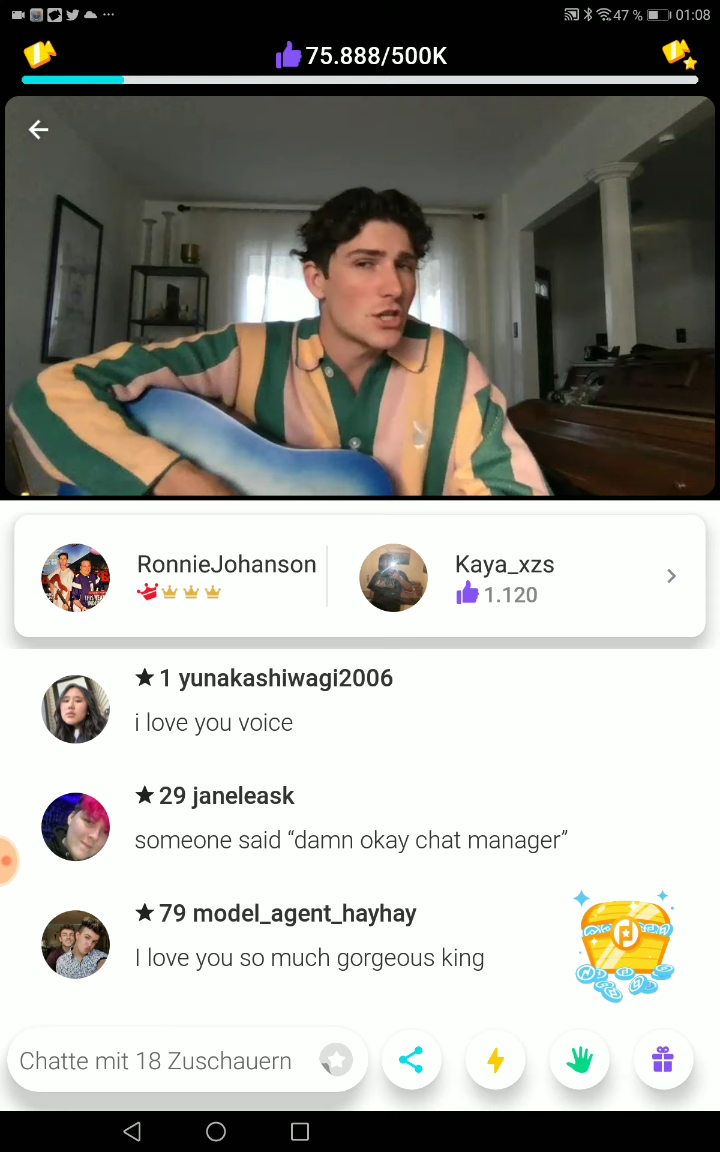 47 %
01:08
75.888/500K
RonnieJohanson
Kaya_xzs
1.120
1 yunakashiwagi2006
i love you voice
29 janeleask
someone said “damn okay chat manager”
79 model_agent_hayhay
I love you so much gorgeous king
Chatte mit 18 Zuschauern